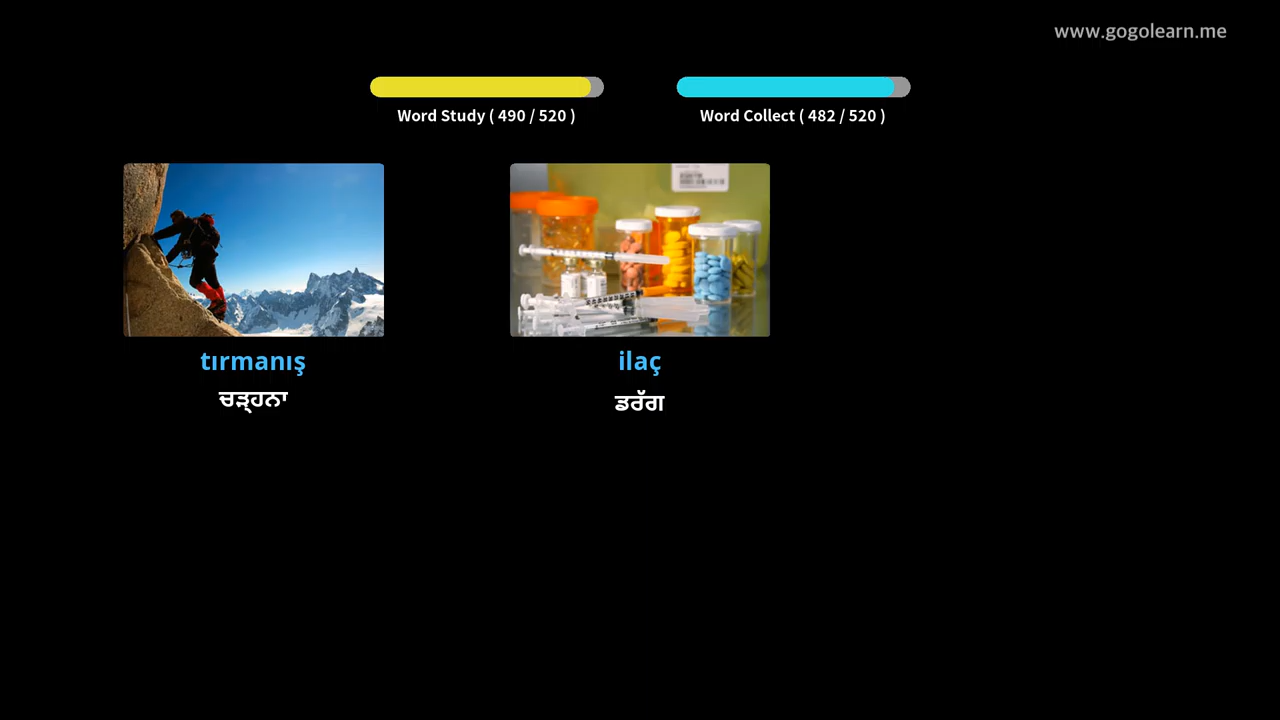 www.gogolearn.me
Word Study ( 490 / 520 )
Word Collect ( 482 / 520 )
tırmanış
ਚੜ੍ਹਨਾ
ilaç
ਡਰੱਗ